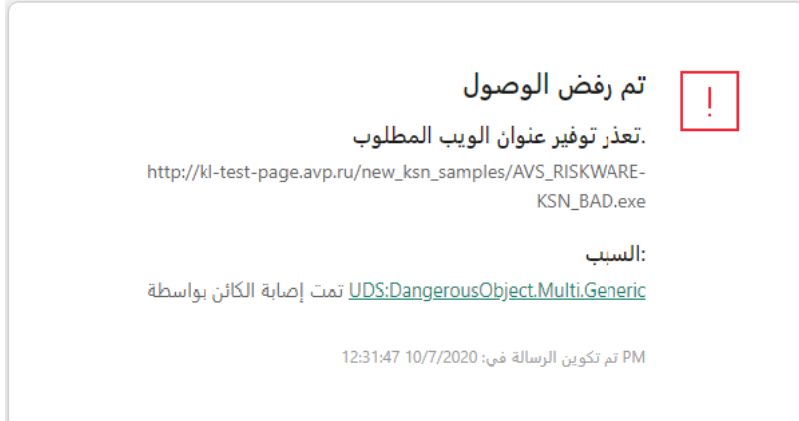 تم رفض الوصول
تعذر توفير عنوان الويب المطلوب.
http://kl-test-page.avp.ru/new_ksn_samples/AVS_RISKWARE-
KSN_BAD.exe
السبب:
تمت إصابة الكائن بواسطة UDS:DangerousObject.Multi.Generic
تم تكوين الرسالة في: 10/7/2020 12:31:47 PM
!